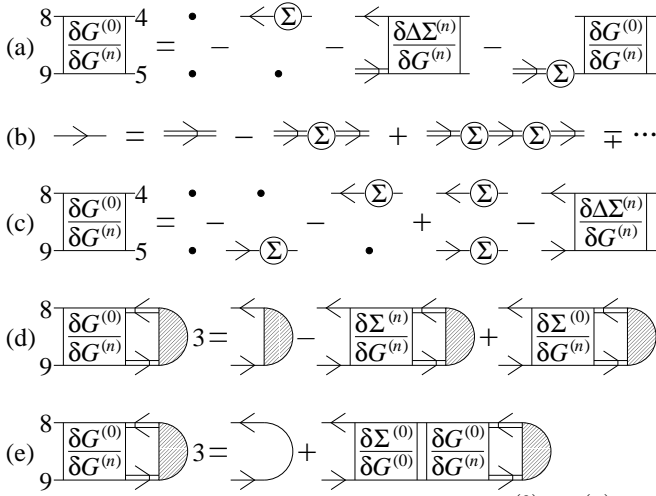 (a) 8 9 δG⁽⁰⁾/δG⁽ⁿ⁾ 4 5 = • • − Σ • − δΔΣ⁽ⁿ⁾/δG⁽ⁿ⁾ − Σ δG⁽⁰⁾/δG⁽ⁿ⁾
(b) = − Σ + Σ Σ ∓ ···
(c) 8 9 δG⁽⁰⁾/δG⁽ⁿ⁾ 4 5 = • • − • Σ − Σ • + Σ Σ − δΔΣ⁽ⁿ⁾/δG⁽ⁿ⁾
(d) 8 9 δG⁽⁰⁾/δG⁽ⁿ⁾ 3 = − δΣ⁽ⁿ⁾/δG⁽ⁿ⁾ + δΣ⁽⁰⁾/δG⁽ⁿ⁾
(e) 8 9 δG⁽⁰⁾/δG⁽ⁿ⁾ 3 = + δΣ⁽⁰⁾/δG⁽⁰⁾ δG⁽⁰⁾/δG⁽ⁿ⁾